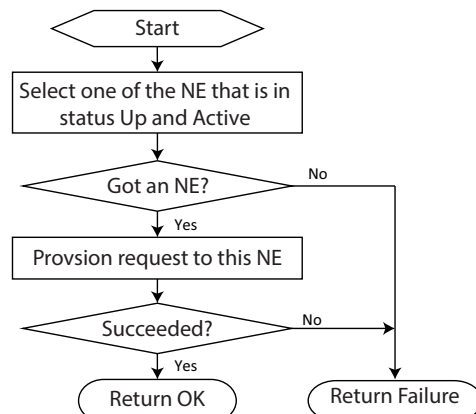 Start
Select one of the NE that is in
status Up and Active
Got an NE?
No
Yes
Provsion request to this NE
Succeeded?
No
Yes
Return OK
Return Failure